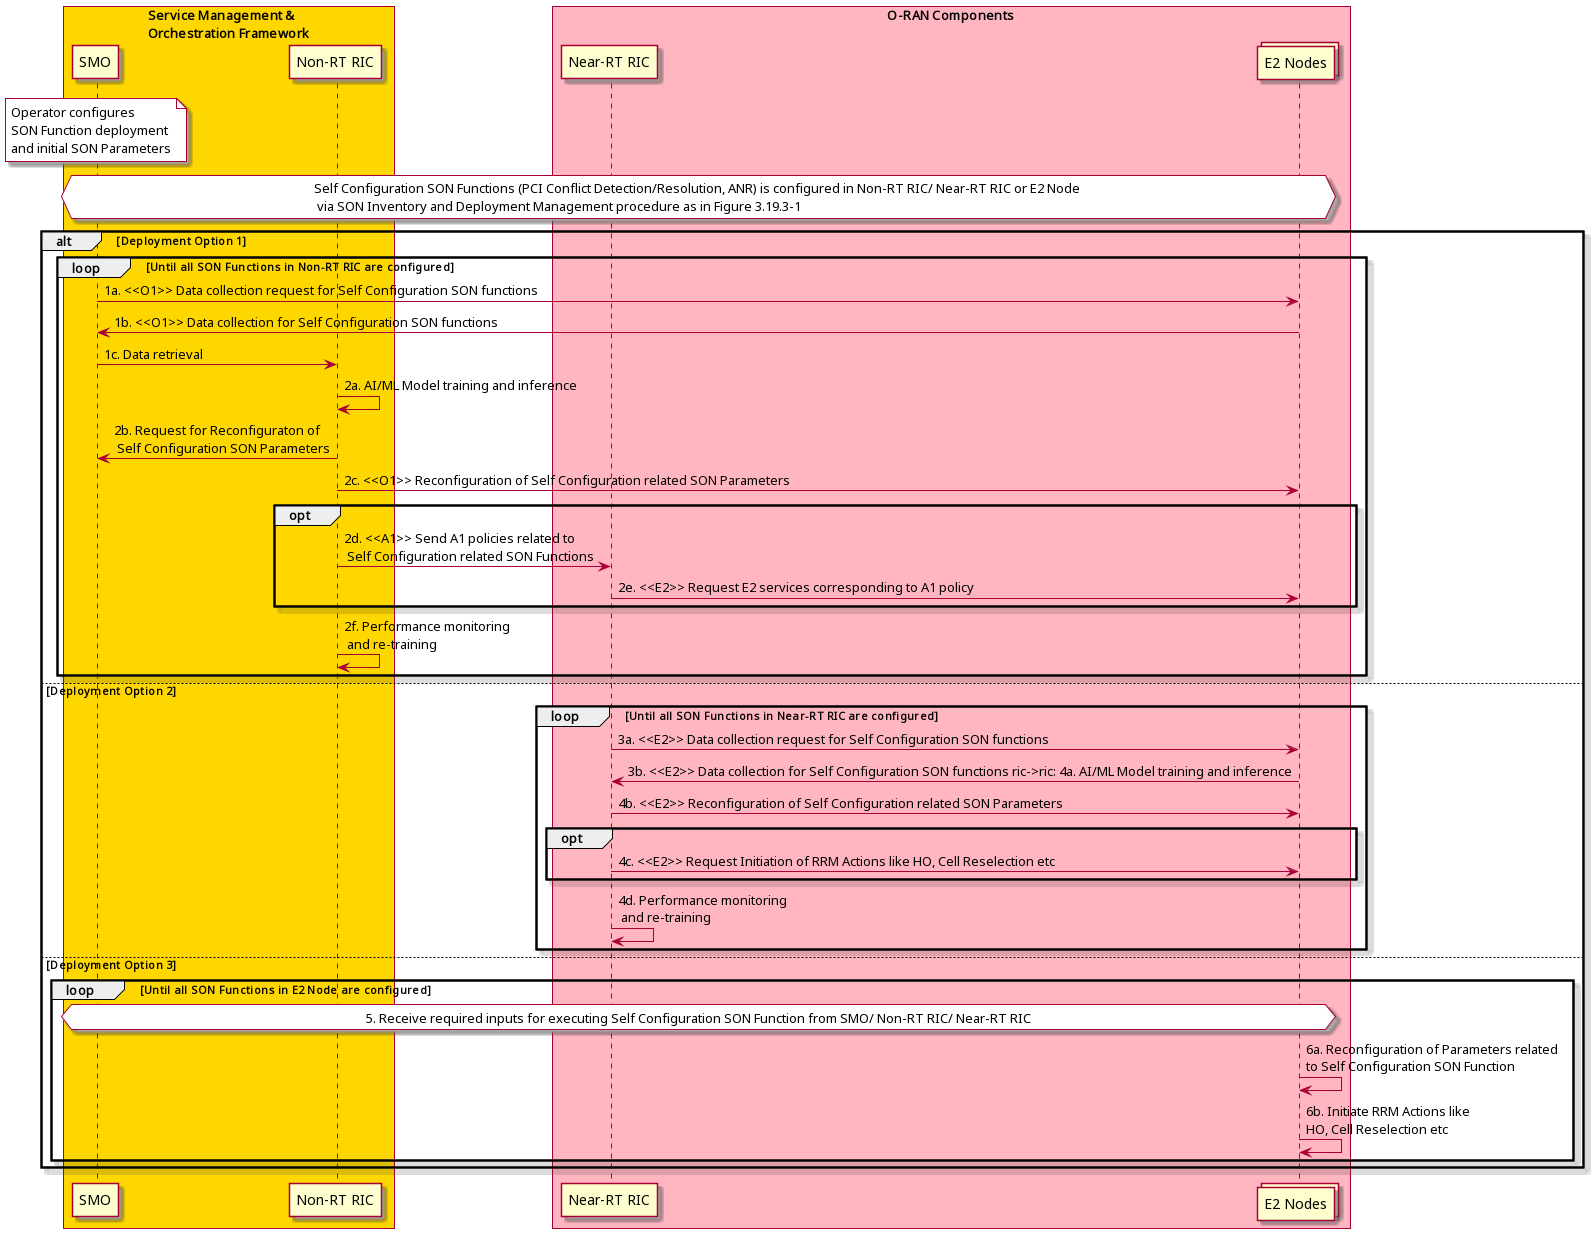 Service Management &
Orchestration Framework
O-RAN Components
SMO
Non-RT RIC
Near-RT RIC
E2 Nodes
Operator configures
SON Function deployment
and initial SON Parameters
Self Configuration SON Functions (PCI Conflict Detection/Resolution, ANR) is configured in Non-RT RIC/ Near-RT RIC or E2 Node
via SON Inventory and Deployment Management procedure as in Figure 3.19.3-1
alt [Deployment Option 1]
loop [Until all SON Functions in Non-RT RIC are configured]
1a. <<O1>> Data collection request for Self Configuration SON functions
1b. <<O1>> Data collection for Self Configuration SON functions
1c. Data retrieval
2a. AI/ML Model training and inference
2b. Request for Reconfiguraton of
Self Configuration SON Parameters
2c. <<O1>> Reconfiguration of Self Configuration related SON Parameters
opt
2d. <<A1>> Send A1 policies related to
Self Configuration related SON Functions
2e. <<E2>> Request E2 services corresponding to A1 policy
2f. Performance monitoring
and re-training
[Deployment Option 2]
loop [Until all SON Functions in Near-RT RIC are configured]
3a. <<E2>> Data collection request for Self Configuration SON functions
3b. <<E2>> Data collection for Self Configuration SON functions ric->ric: 4a. AI/ML Model training and inference
4b. <<E2>> Reconfiguration of Self Configuration related SON Parameters
opt
4c. <<E2>> Request Initiation of RRM Actions like HO, Cell Reselection etc
4d. Performance monitoring
and re-training
[Deployment Option 3]
loop [Until all SON Functions in E2 Node are configured]
5. Receive required inputs for executing Self Configuration SON Function from SMO/ Non-RT RIC/ Near-RT RIC
6a. Reconfiguration of Parameters related
to Self Configuration SON Function
6b. Initiate RRM Actions like
HO, Cell Reselection etc
SMO
Non-RT RIC
Near-RT RIC
E2 Nodes